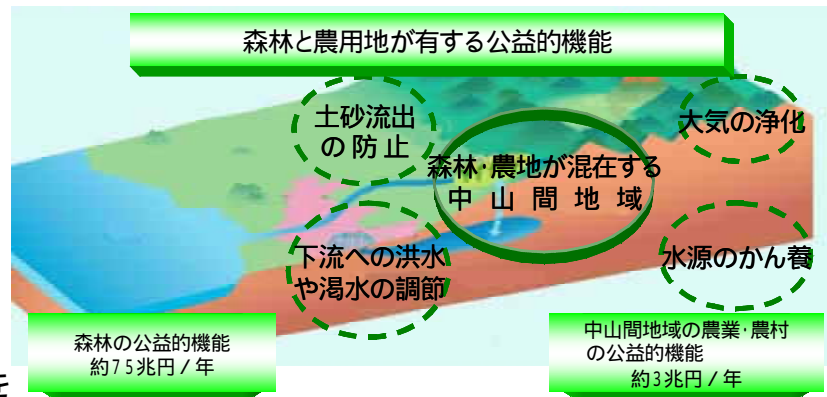 森林と農用地が有する公益的機能
土砂流出
の防止
大気の浄化
森林・農地が混在する
中山間地域
下流への洪水
や渇水の調節
水源のかん養
森林の公益的機能
約75兆円／年
中山間地域の農業・農村
の公益的機能
約3兆円／年
を